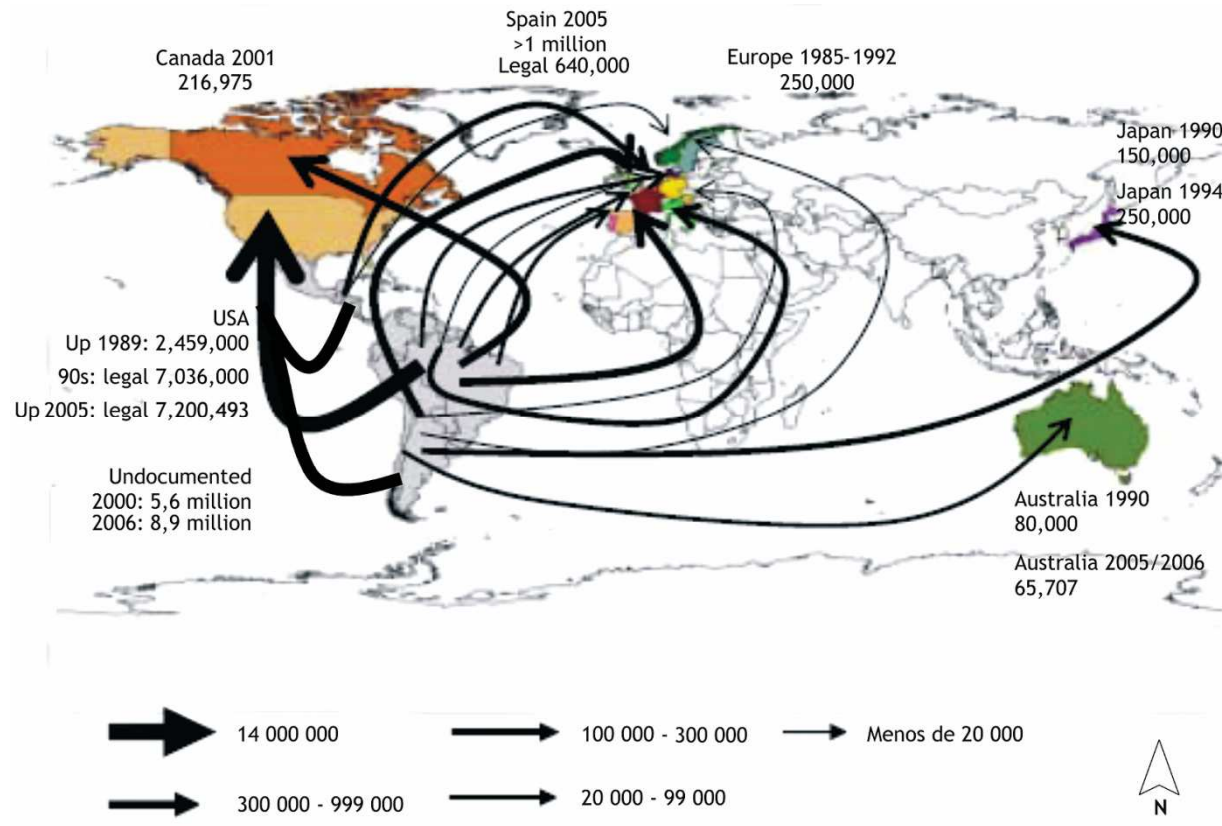 Spain 2005
>1 million
Legal 640,000
Canada 2001
216,975
Europe 1985-1992
250,000
Japan 1990
150,000
Japan 1994
250,000
USA
Up 1989: 2,459,000
90s: legal 7,036,000
Up 2005: legal 7,200,493
Undocumented
2000: 5,6 million
2006: 8,9 million
Australia 1990
80,000
Australia 2005/2006
65,707
14 000 000
100 000 - 300 000
Menos de 20 000
300 000 - 999 000
20 000 - 99 000
N